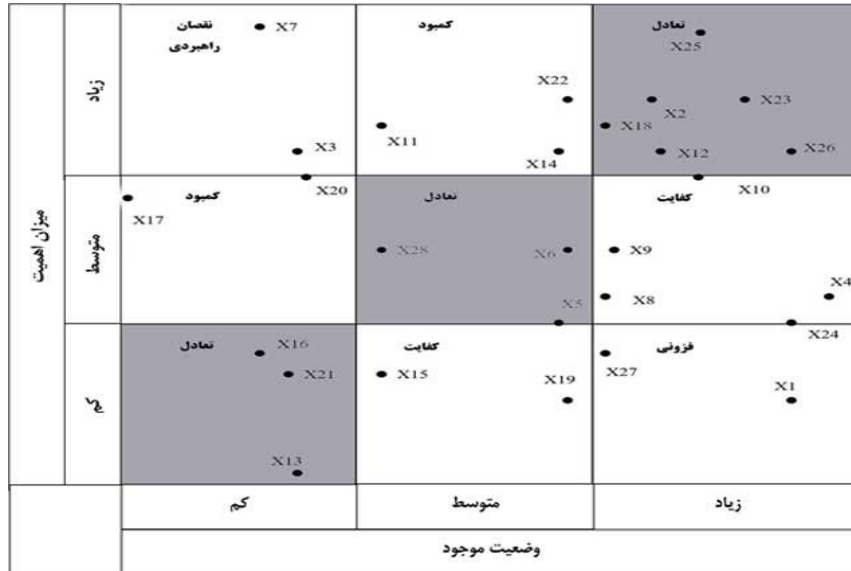 نقصان
راهبردی
X7
X3
کمبود
X22
X11
X14
تعادل
X25
X2
X23
X18
X12
X26
زیاد
کمبود
X20
X17
تعادل
X28
X6
X5
کفایت
X10
X9
X4
X8
X24
متوسط
میزان اهمیت
تعادل
X16
X21
X13
کفایت
X15
X19
فزونی
X27
X1
کم
کم
متوسط
زیاد
وضعیت موجود